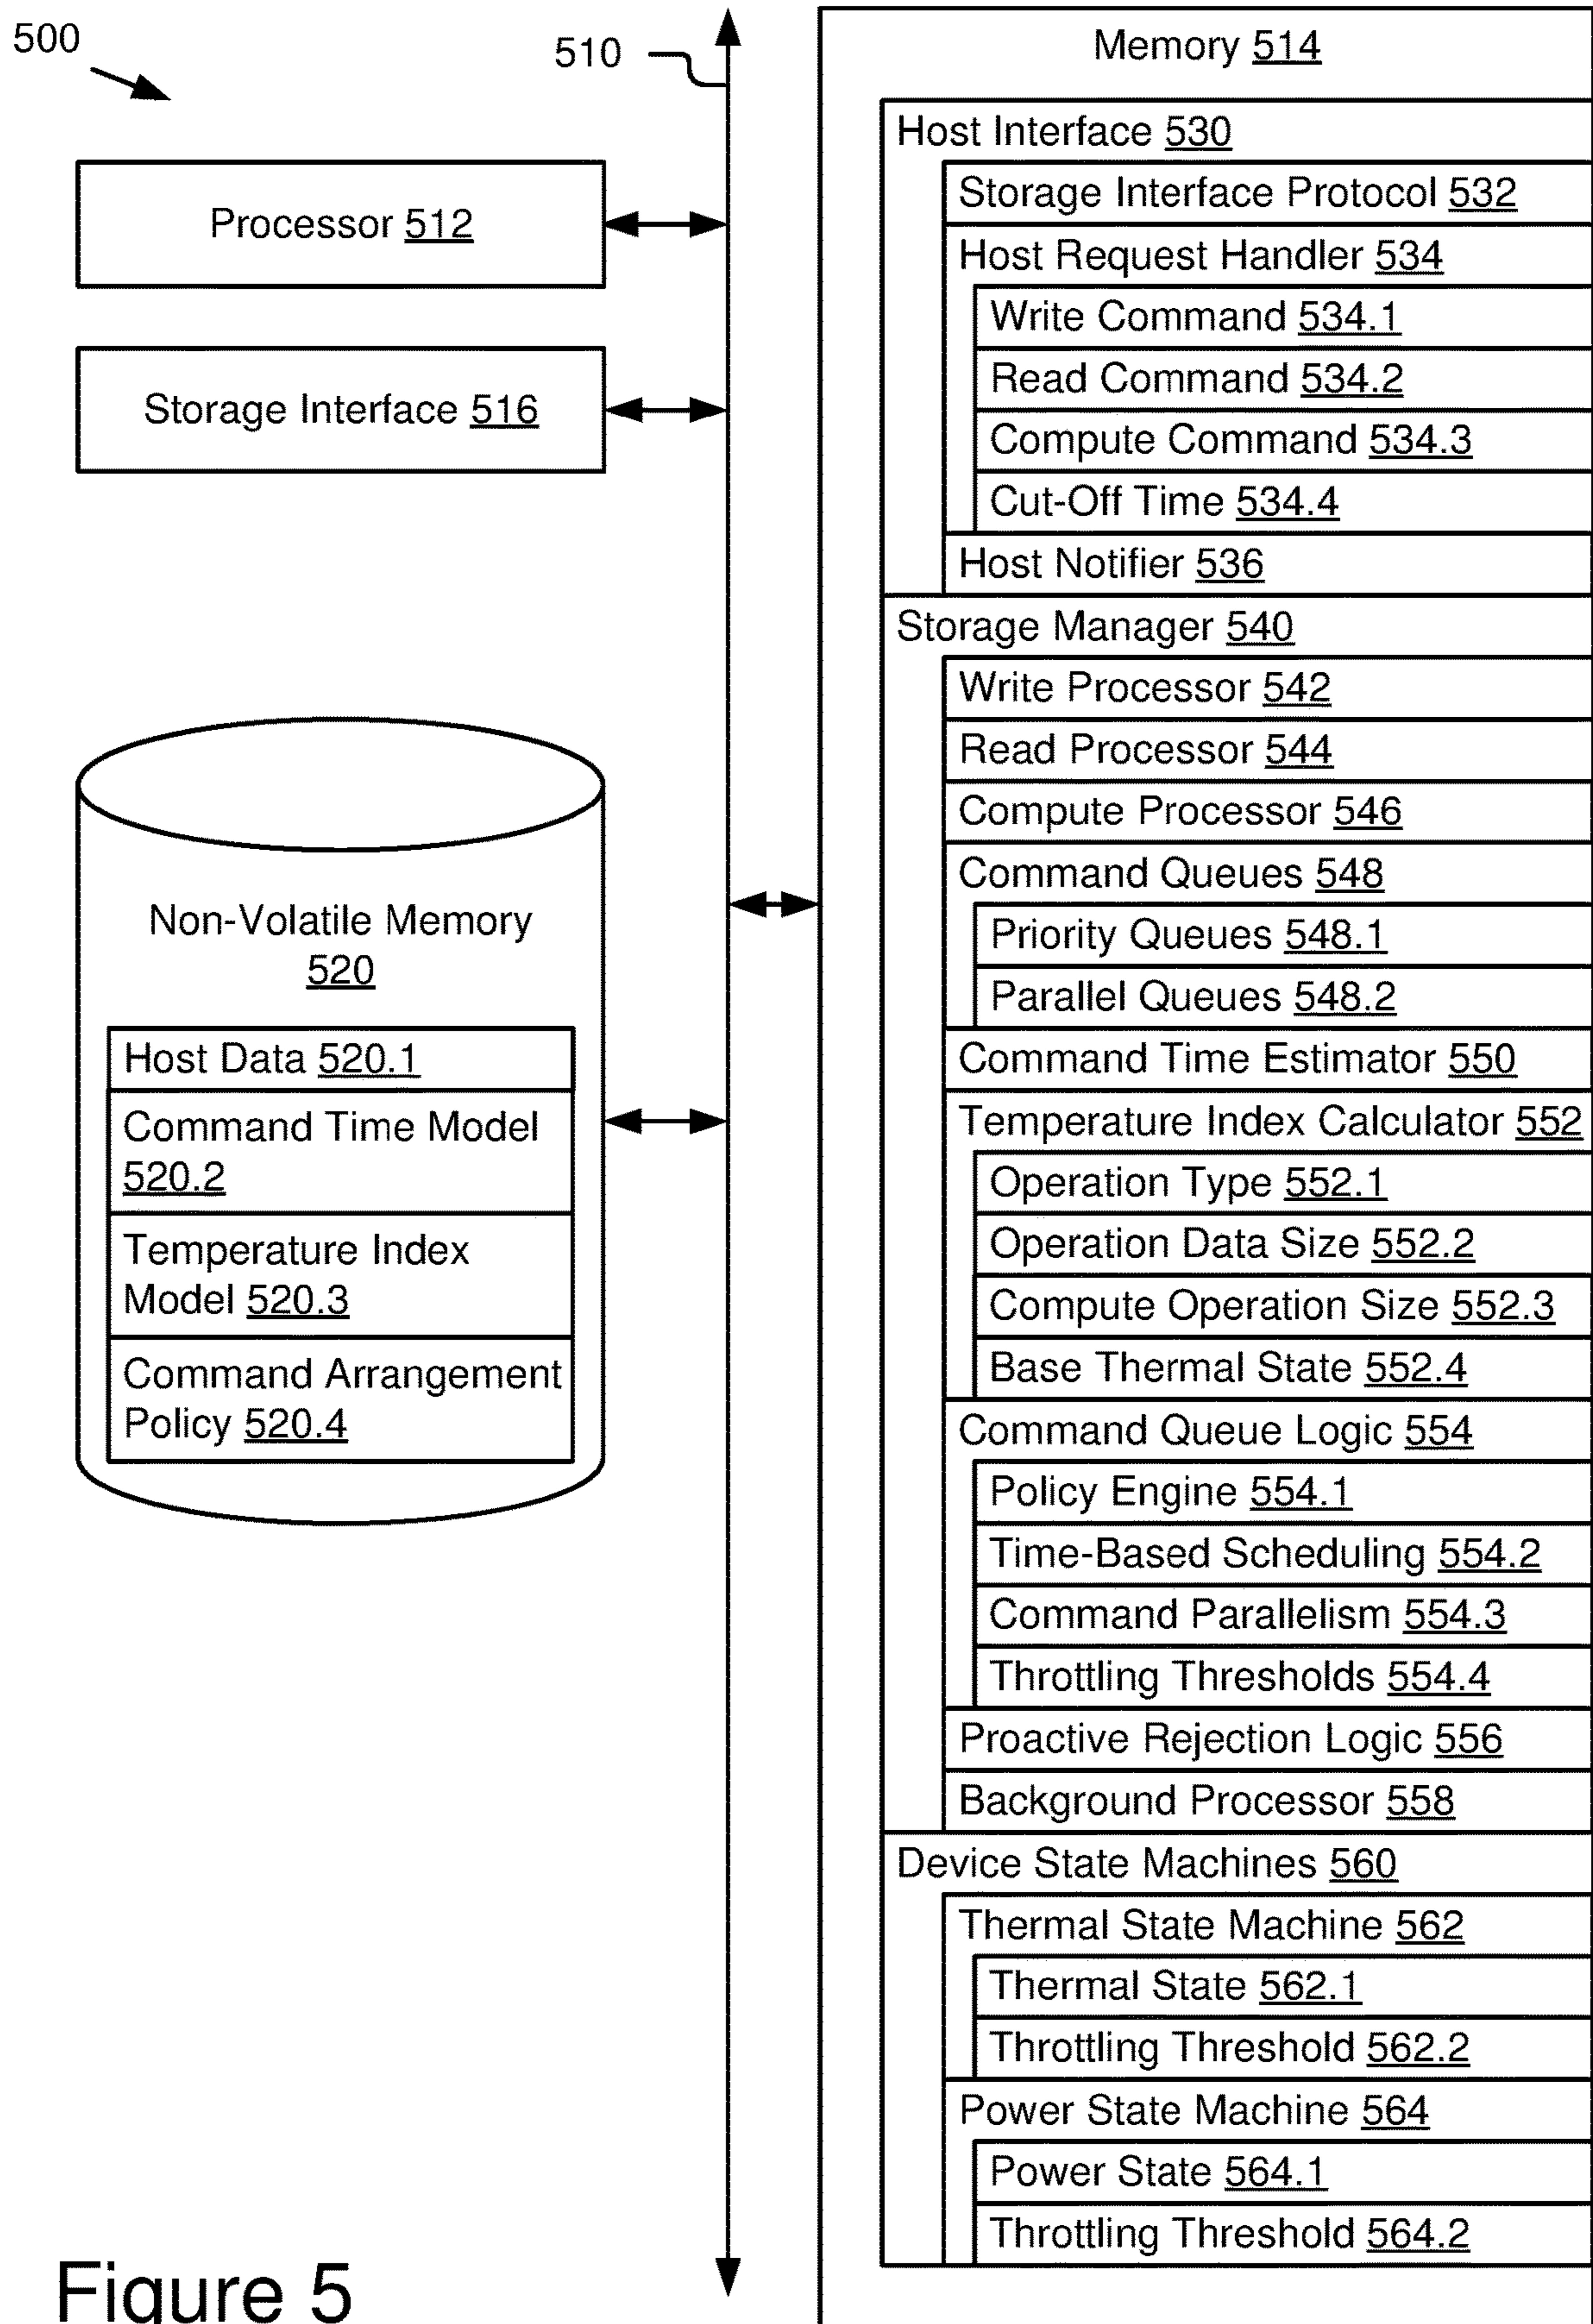 500
510
Processor 512
Storage Interface 516
Non-Volatile Memory
520
Host Data 520.1
Command Time Model
520.2
Temperature Index
Model 520.3
Command Arrangement
Policy 520.4
Memory 514
Host Interface 530
Storage Interface Protocol 532
Host Request Handler 534
Write Command 534.1
Read Command 534.2
Compute Command 534.3
Cut-Off Time 534.4
Host Notifier 536
Storage Manager 540
Write Processor 542
Read Processor 544
Compute Processor 546
Command Queues 548
Priority Queues 548.1
Parallel Queues 548.2
Command Time Estimator 550
Temperature Index Calculator 552
Operation Type 552.1
Operation Data Size 552.2
Compute Operation Size 552.3
Base Thermal State 552.4
Command Queue Logic 554
Policy Engine 554.1
Time-Based Scheduling 554.2
Command Parallelism 554.3
Throttling Thresholds 554.4
Proactive Rejection Logic 556
Background Processor 558
Device State Machines 560
Thermal State Machine 562
Thermal State 562.1
Throttling Threshold 562.2
Power State Machine 564
Power State 564.1
Throttling Threshold 564.2
Figure 5